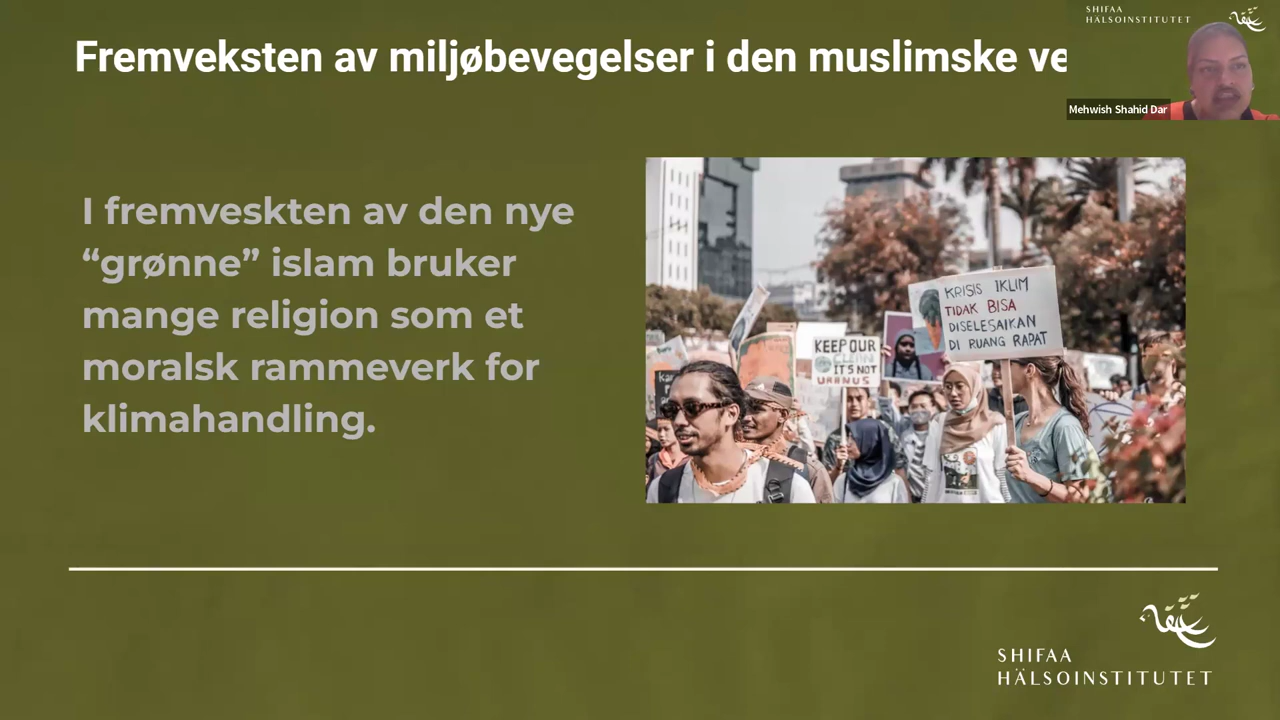 SHIFAA
HÄLSOINSTITUTET
Fremveksten av miljøbevegelser i den muslimske ve
Mehwish Shahid Dar
I fremveskten av den nye
“grønne” islam bruker
mange religion som et
moralsk rammeverk for
klimahandling.
KEEP OUR
CLEAN
IT'S NOT
URANUS
KRISIS IKLIM
TIDAK BISA
DISELESAIKAN
DI RUANG RAPAT
SHIFAA
HÄLSOINSTITUTET